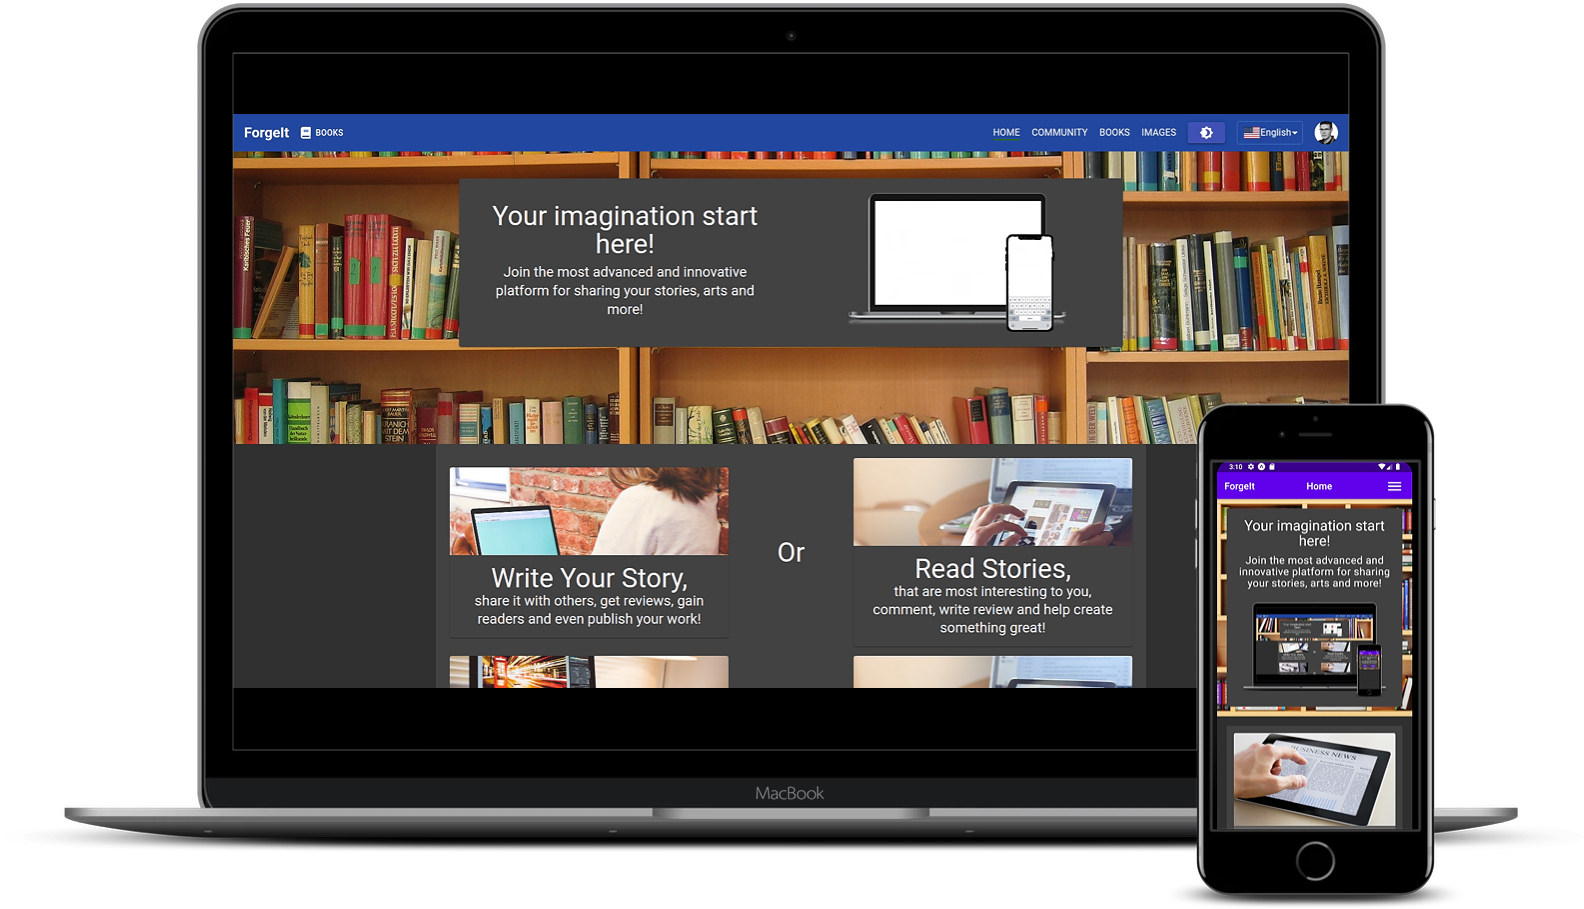 ForgeIt BOOKS HOME COMMUNITY BOOKS IMAGES English
Your imagination start
here!
Join the most advanced and innovative
platform for sharing your stories, arts and
more!
Write Your Story,
share it with others, get reviews, gain
readers and even publish your work!
Or
Read Stories,
that are most interesting to you,
comment, write review and help create
something great!
MacBook
3:10
ForgeIt Home
Your imagination start
here!
Join the most advanced and
innovative platform for sharing
your stories, arts and more!
BUSINESS NEWS